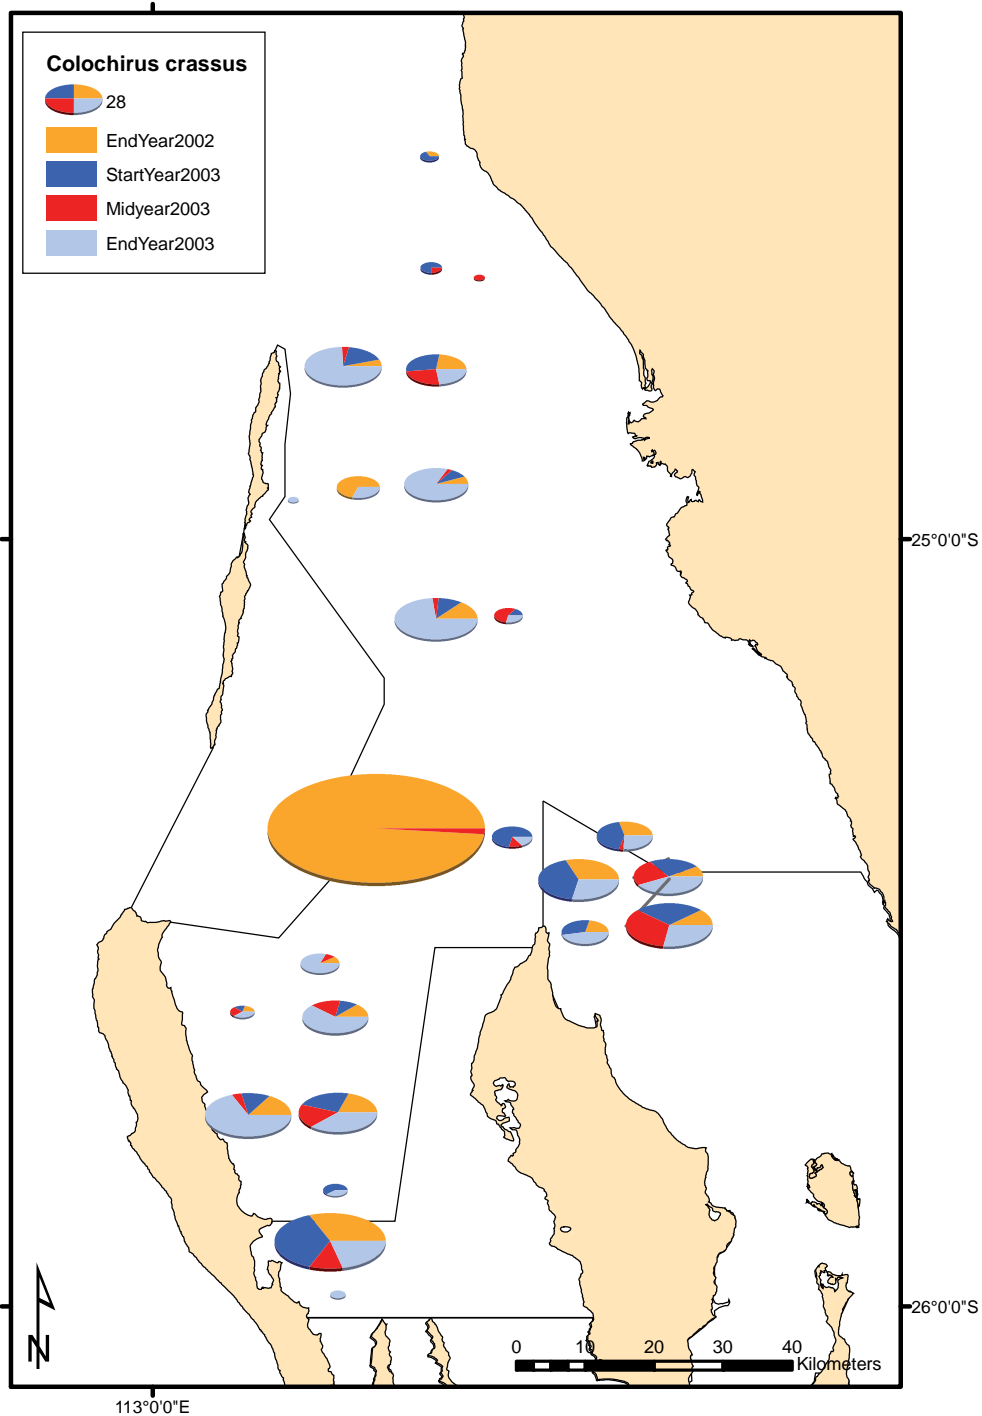 Colochirus crassus
28
EndYear2002
StartYear2003
Midyear2003
EndYear2003
25°0'0"S
26°0'0"S
N
0 10 20 30 40
Kilometers
113°0'0"E